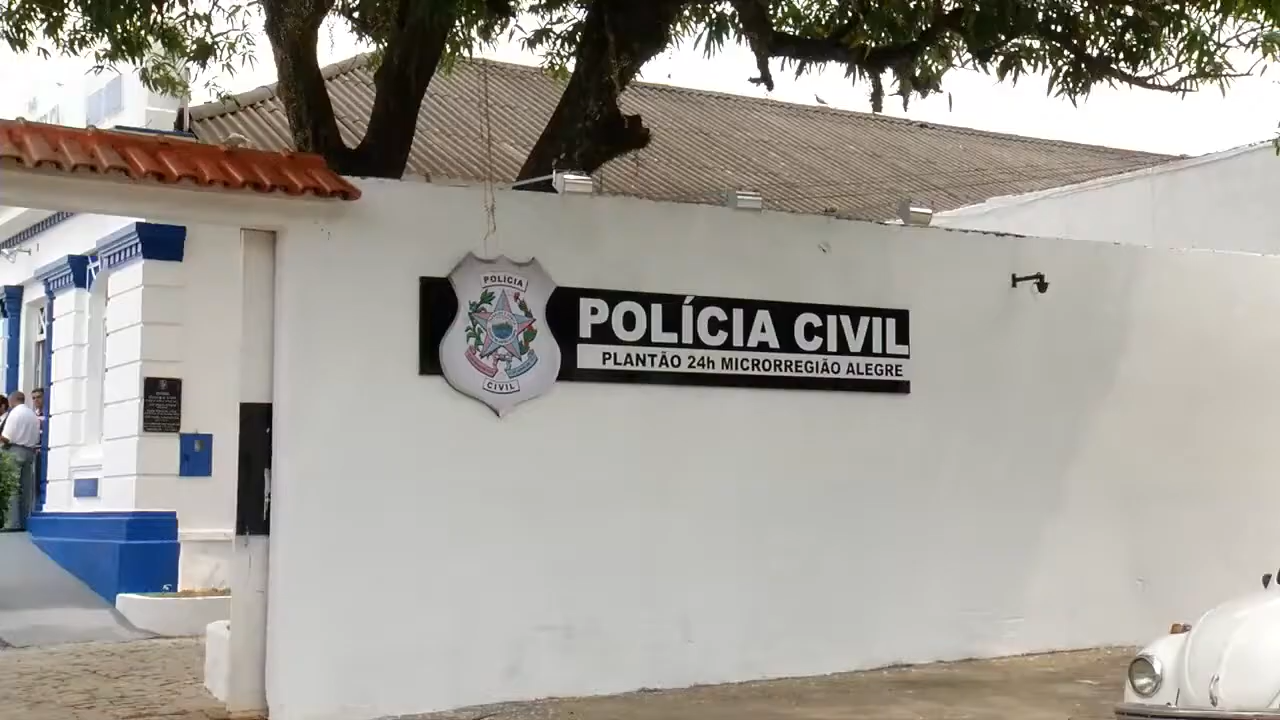 POLÍCIA
CIVIL
POLÍCIA CIVIL
PLANTÃO 24h MICRORREGIÃO ALEGRE